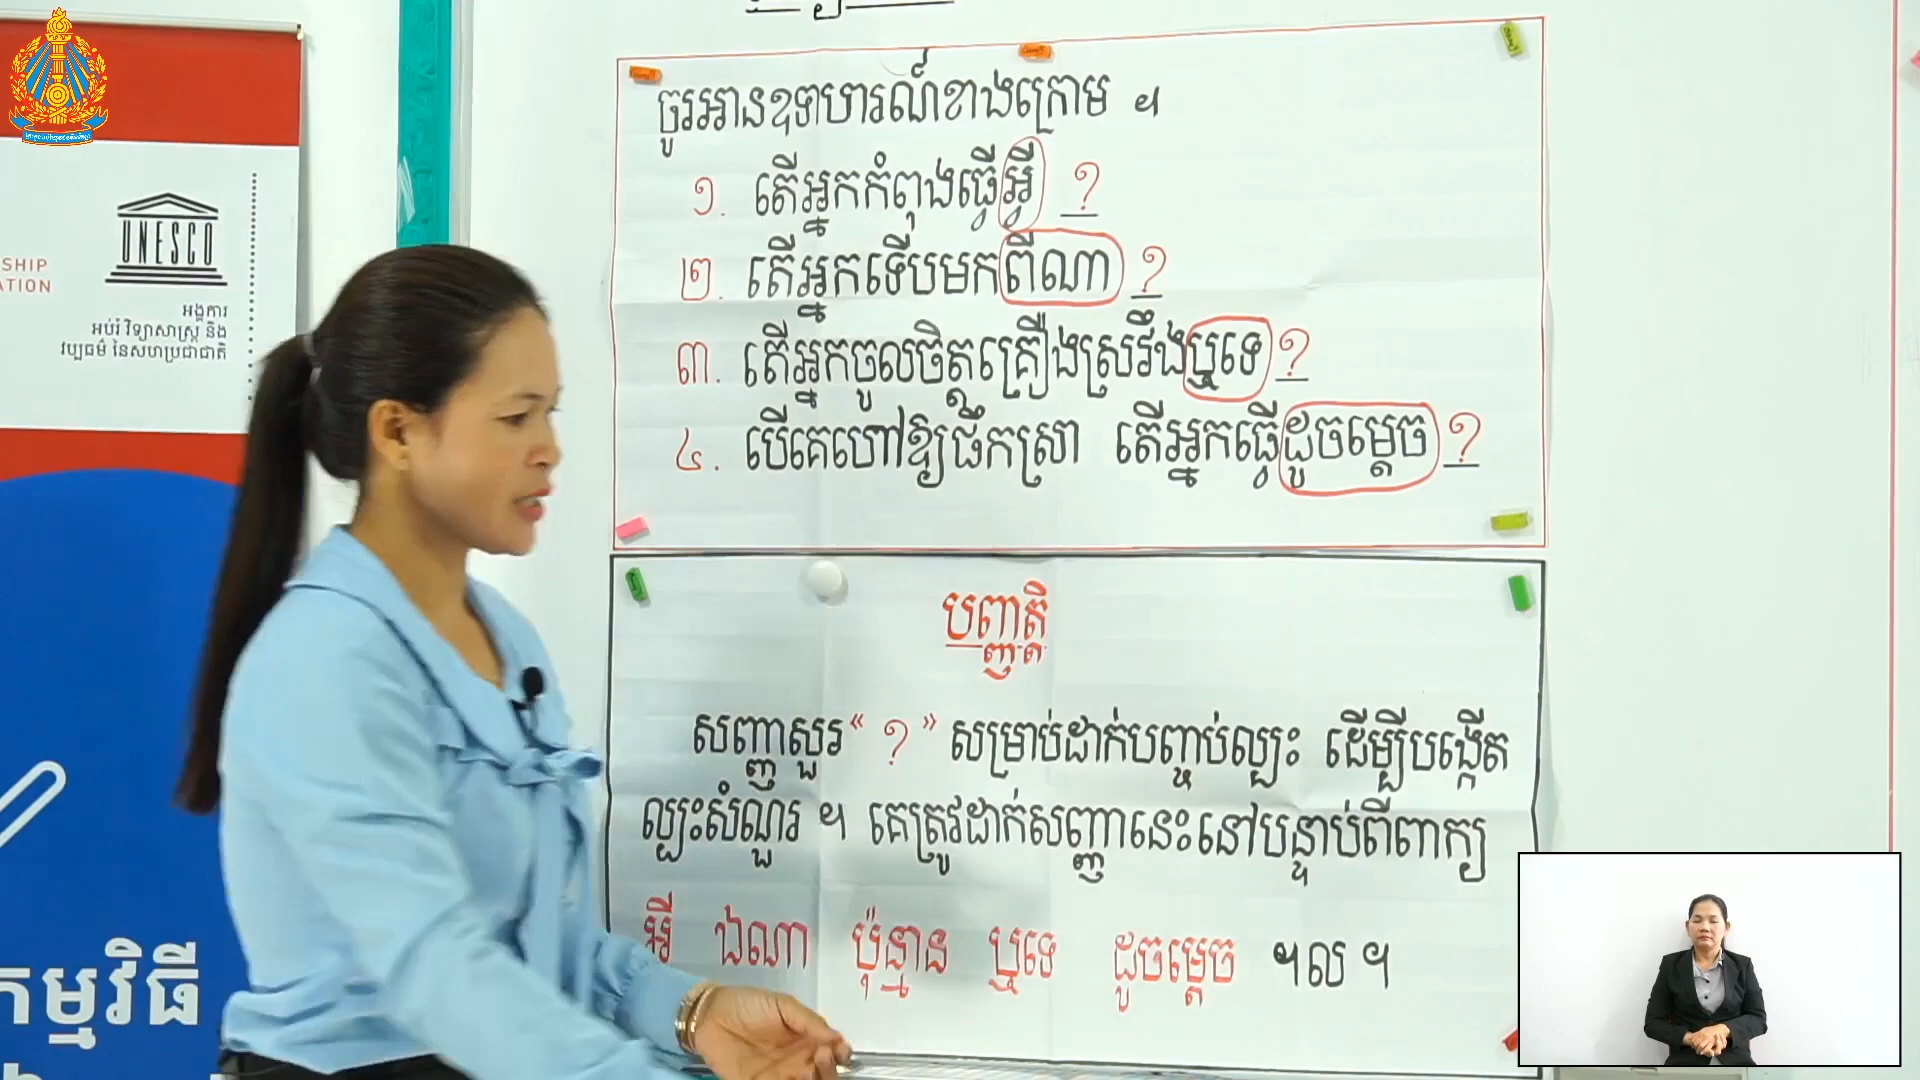 SHIP
ATION
UNESCO
អង្គការ
អប់រំ វិទ្យាសាស្ត្រ និង
វប្បធម៌ នៃសហប្រជាជាតិ
កម្មវិធី
ចូរអានឧទាហរណ៍ខាងក្រោម ។
១. តើអ្នកកំពុងធ្វើអ្វី ?
២. តើអ្នកទើបមកពីណា ?
៣. តើអ្នកចូលចិត្តគ្រឿងស្រវឹងឬទេ ?
៤. បើគេហៅឱ្យផឹកស្រា តើអ្នកធ្វើដូចម្ដេច ?
បញ្ញត្តិ
សញ្ញាសួរ“ ? ” សម្រាប់ដាក់បញ្ចប់ល្បះ ដើម្បីបង្កើត
ល្បះសំណួរ ។ គេត្រូវដាក់សញ្ញានេះនៅបន្ទាប់ពីពាក្យ
អ្វី ឯណា ប៉ុន្មាន ឬទេ ដូចម្ដេច ។ល។